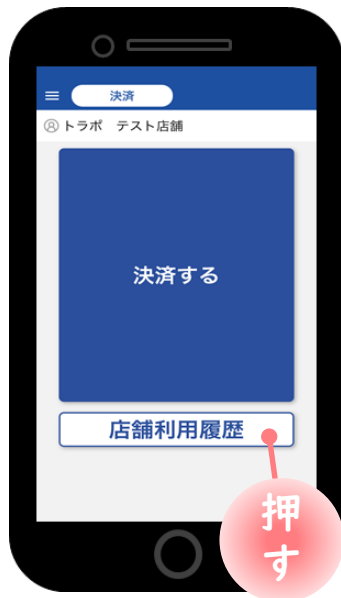 決済
トラポ　テスト店舗
決済する
店舗利用履歴
押
す